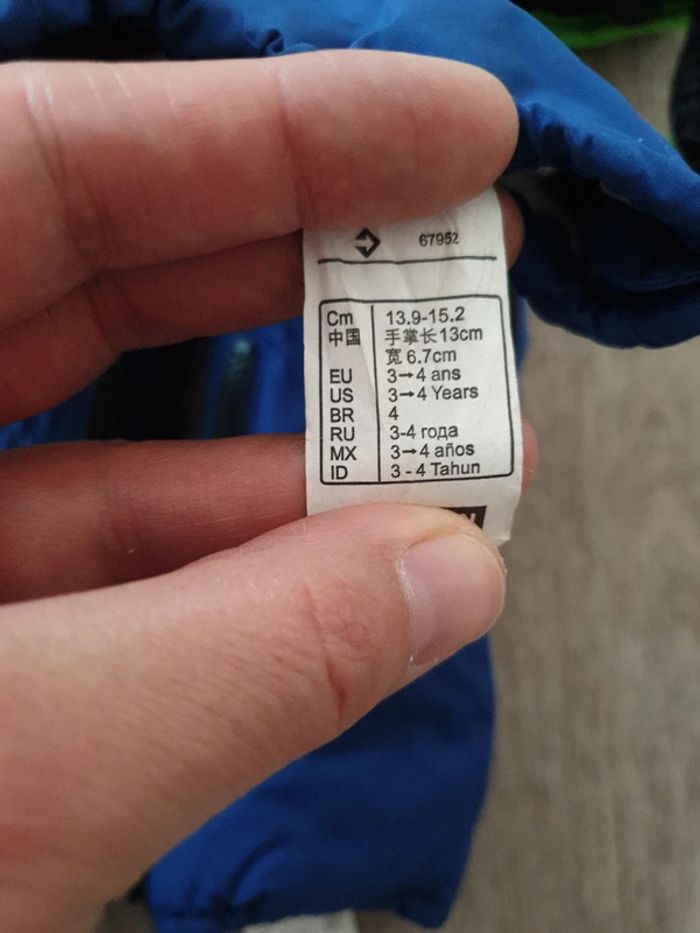 67952
Cm 13.9-15.2
中国 手掌长13cm
宽 6.7cm
EU 3→4 ans
US 3→4 Years
BR 4
RU 3-4 года
MX 3→4 años
ID 3 - 4 Tahun